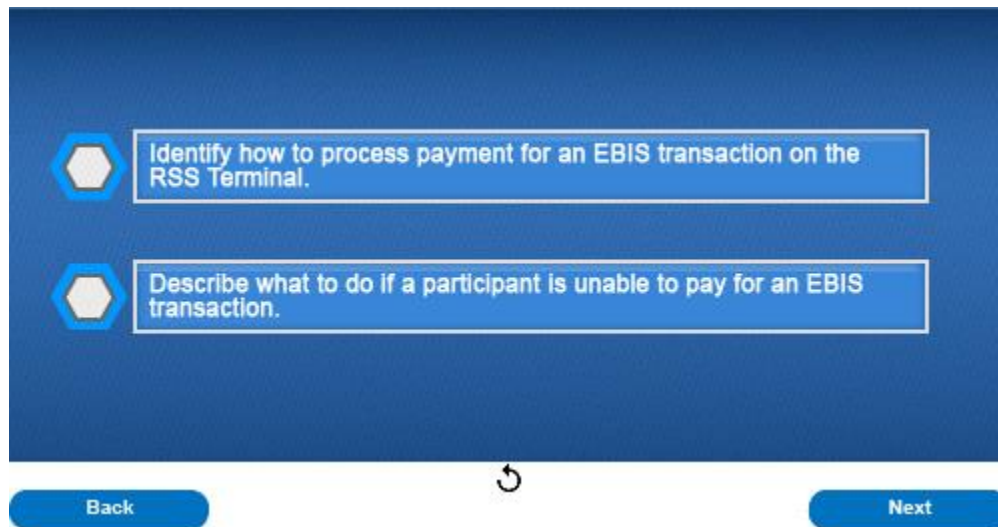 Identify how to process payment for an EBIS transaction on the
RSS Terminal.
Describe what to do if a participant is unable to pay for an EBIS
transaction.
Back
Next